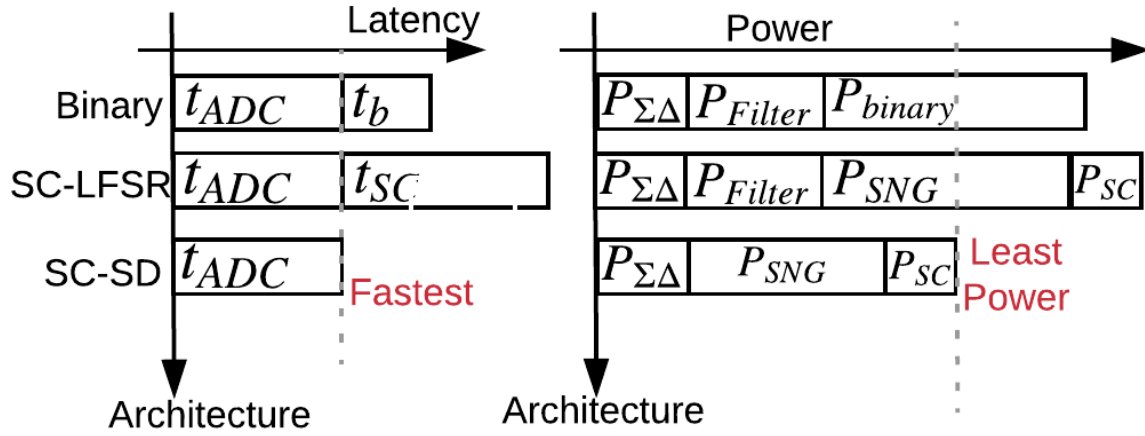 Latency Power
Binary t_ADC t_b P_ΣΔ P_Filter P_binary
SC-LFSR t_ADC t_SC P_ΣΔ P_Filter P_SNG P_SC
SC-SD t_ADC P_ΣΔ P_SNG P_SC Least
Fastest Power
Architecture Architecture